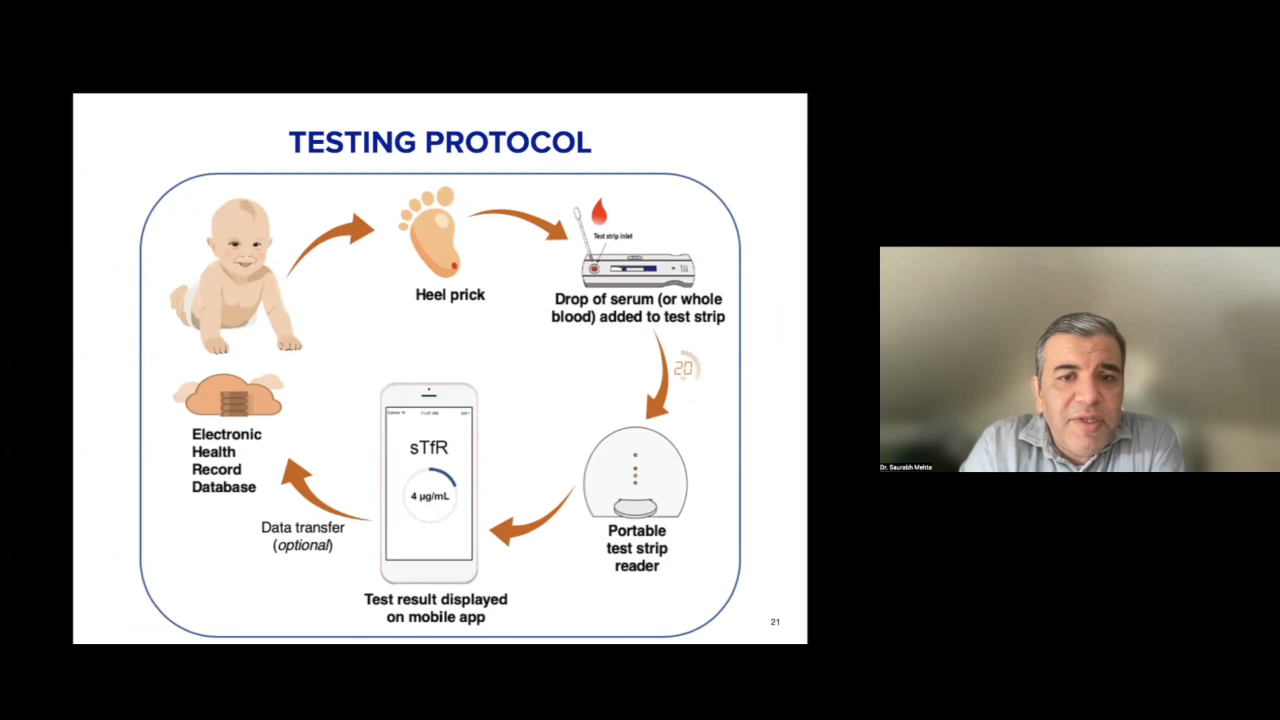 TESTING PROTOCOL
Heel prick
Test strip inlet
Drop of serum (or whole
blood) added to test strip
20
Portable
test strip
reader
sTfR
4 µg/mL
Test result displayed
on mobile app
Data transfer
(optional)
Electronic
Health
Record
Database
21
Dr. Saurabh Mehta